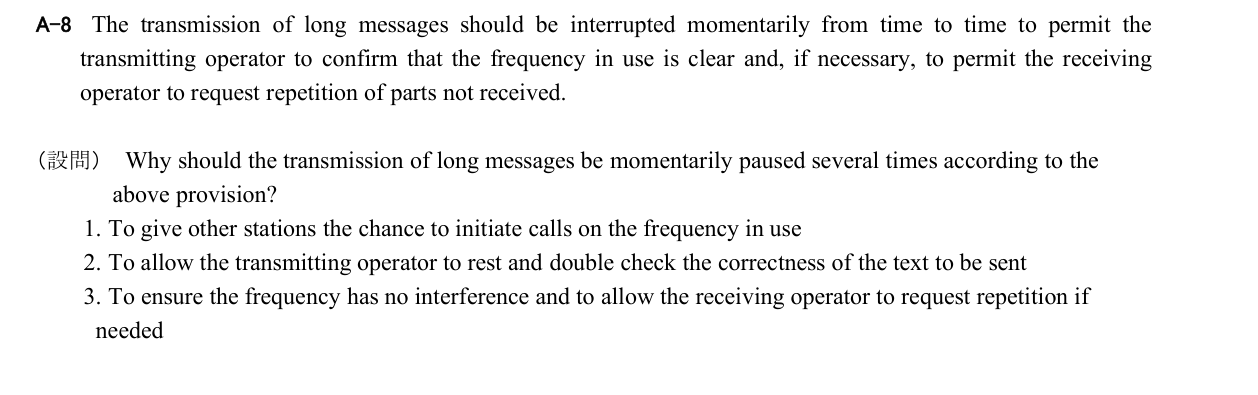 A-8 The transmission of long messages should be interrupted momentarily from time to time to permit the
transmitting operator to confirm that the frequency in use is clear and, if necessary, to permit the receiving
operator to request repetition of parts not received.
（設問） Why should the transmission of long messages be momentarily paused several times according to the
above provision?
1. To give other stations the chance to initiate calls on the frequency in use
2. To allow the transmitting operator to rest and double check the correctness of the text to be sent
3. To ensure the frequency has no interference and to allow the receiving operator to request repetition if
needed